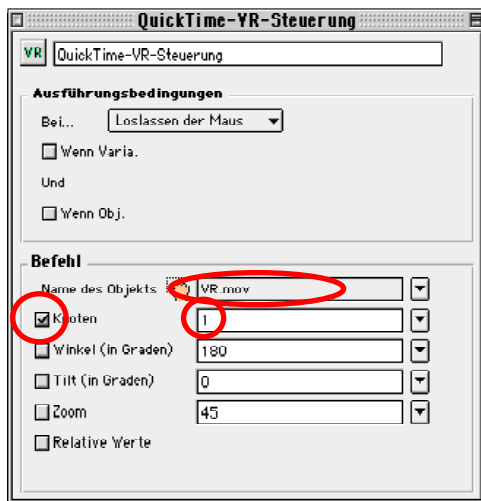 QuickTime-VR-Steuerung
VR QuickTime-VR-Steuerung
Ausführungsbedingungen
Bei... Loslassen der Maus
Wenn Varia.
Und
Wenn Obj.
Befehl
Name des Objekts VR.mov
Knoten 1
Winkel (in Graden) 180
Tilt (in Graden) 0
Zoom 45
Relative Werte